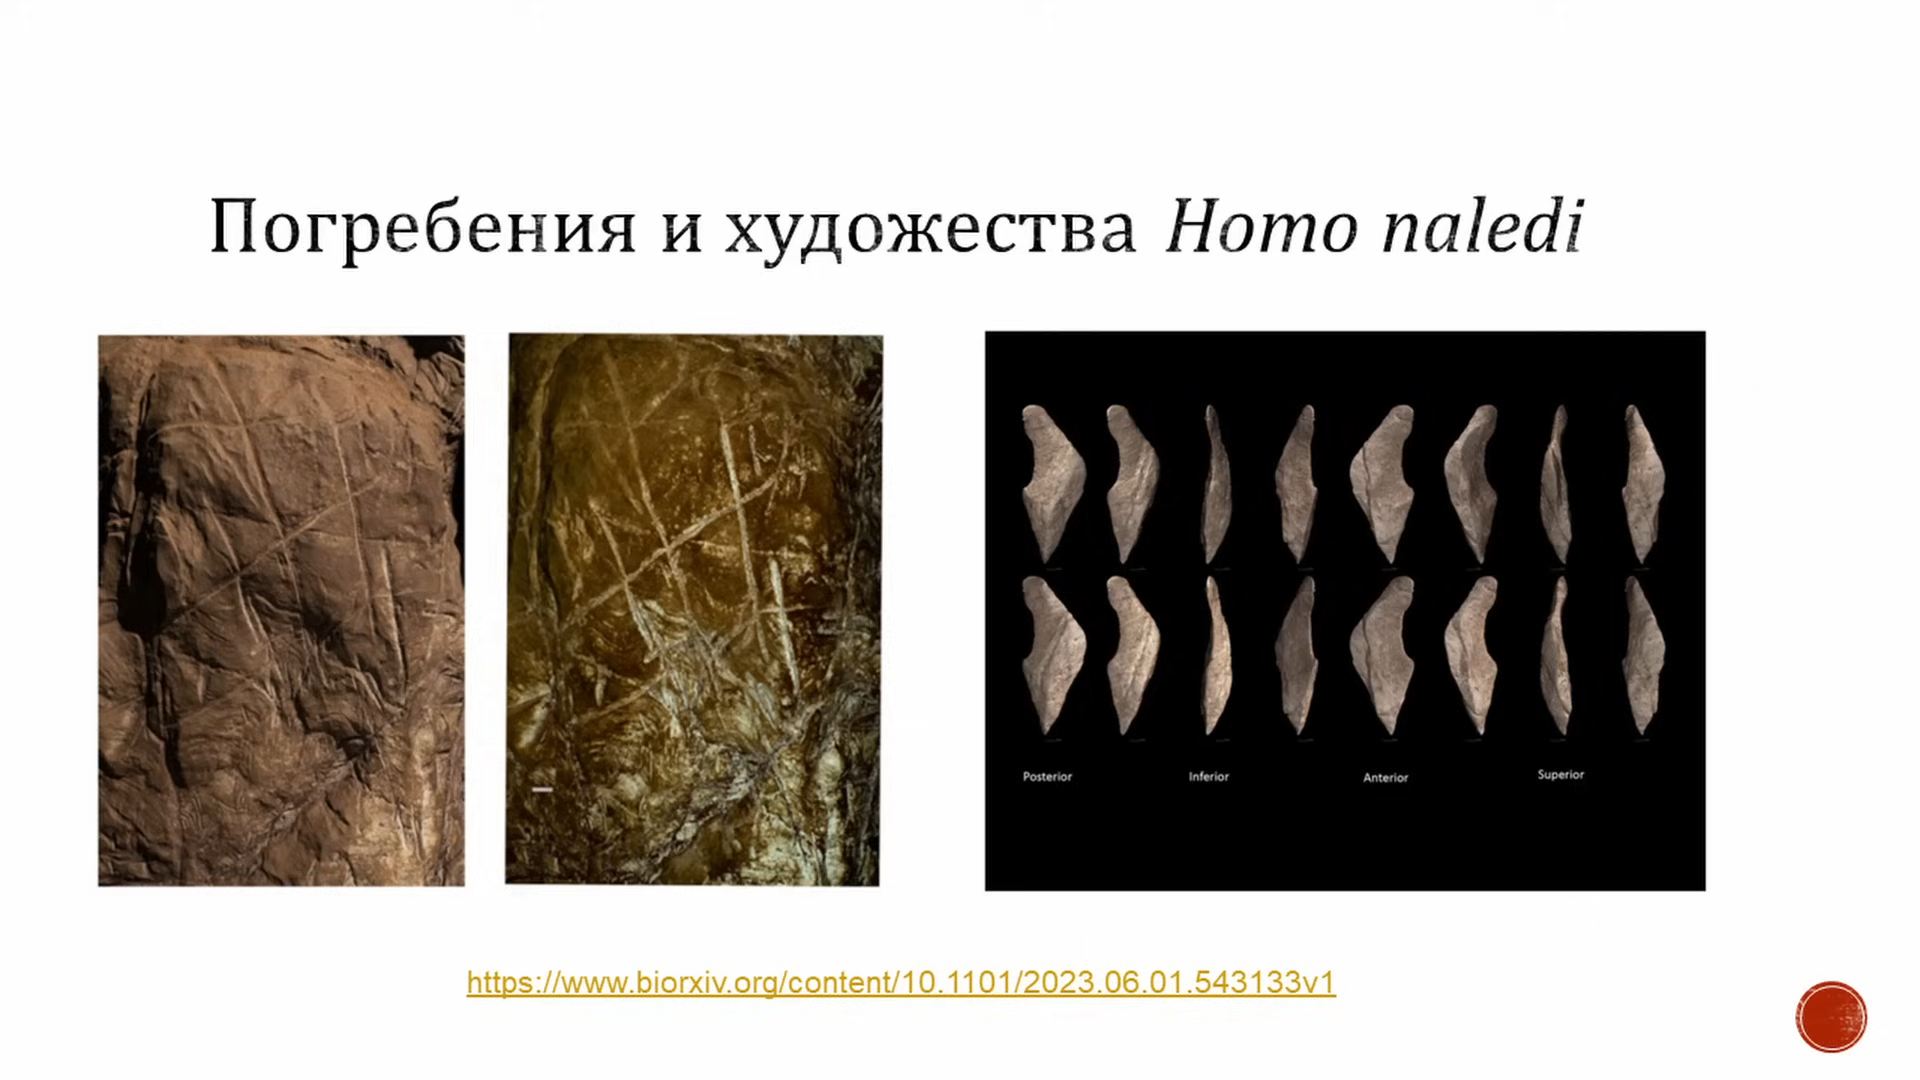 Погребения и художества Homo naledi
Posterior Inferior Anterior Superior
https://www.biorxiv.org/content/10.1101/2023.06.01.543133v1